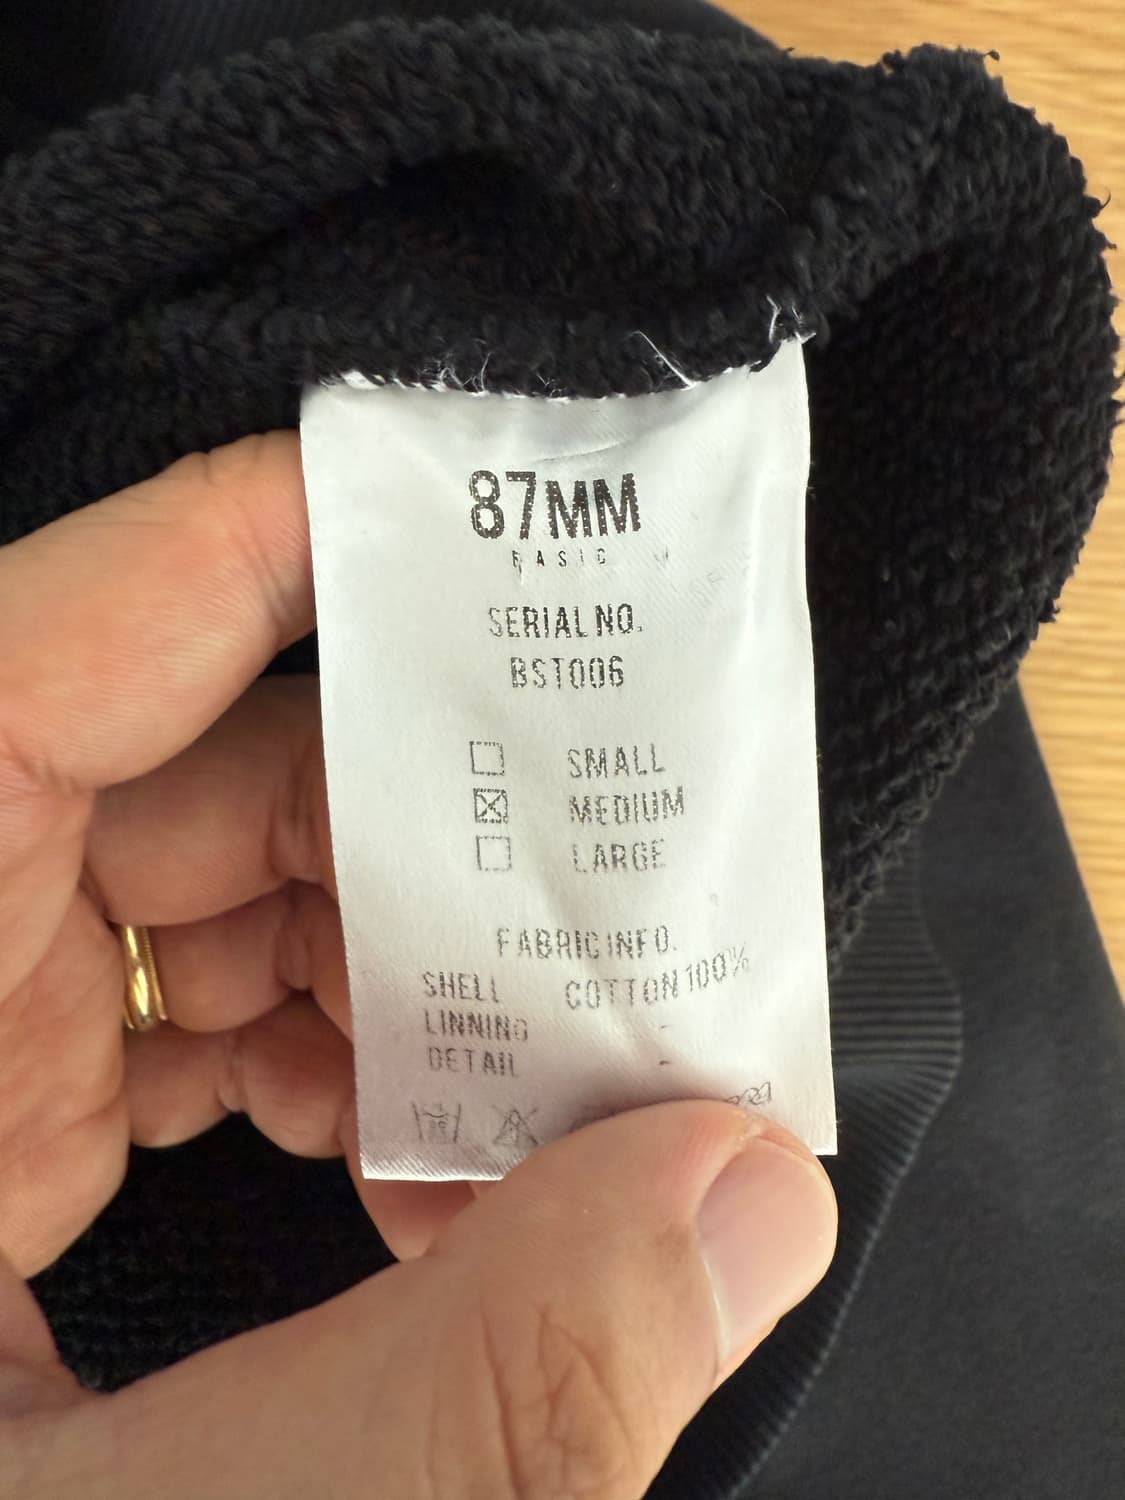 87MM
BASIC
SERIAL NO.
BST006
SMALL
MEDIUM
LARGE
FABRIC INFO.
SHELL COTTON 100%
LINNING -
DETAIL -